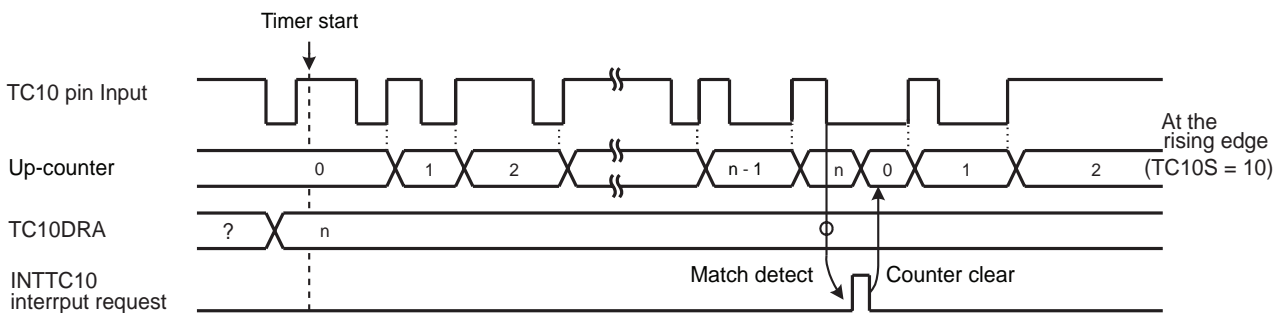 Timer start
TC10 pin Input
At the
rising edge
(TC10S = 10)
Up-counter
0
1
2
n - 1
n
0
1
2
TC10DRA
?
n
INTTC10
interrput request
Match detect
Counter clear